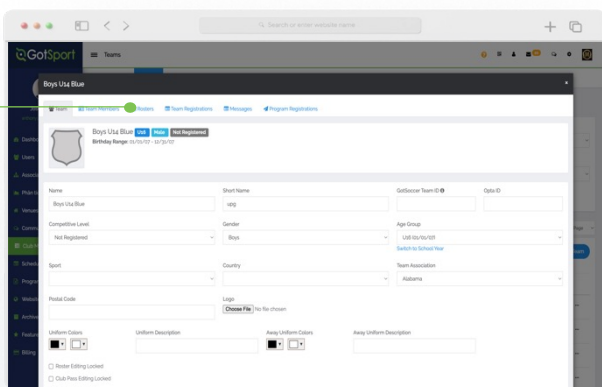 Search or enter website name
GotSport Teams
Boys U14 Blue ×
Team Team Members Rosters Team Registrations Messages Program Registrations
Boys U14 Blue U18 Male Not Registered
Birthday Range: 01/01/07 - 12/31/07
Name Short Name GotSoccer Team ID Opta ID
Boys U14 Blue upg
Competitive Level Gender Age Group
Not Registered Boys U18 (01/01/07)
Switch to School Year
Sport Country Team Association
Alabama
Postal Code Logo
Choose File No file chosen
Uniform Colors Uniform Description Away Uniform Colors Away Uniform Description
Roster Editing Locked
Club Pass Editing Locked
Users
Billing